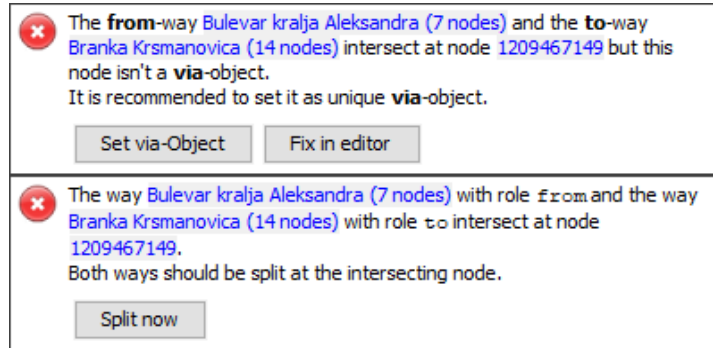 The from-way Bulevar kralja Aleksandra (7 nodes) and the to-way
Branka Krsmanovica (14 nodes) intersect at node 1209467149 but this
node isn't a via-object.
It is recommended to set it as unique via-object.
Set via-Object Fix in editor
The way Bulevar kralja Aleksandra (7 nodes) with role from and the way
Branka Krsmanovica (14 nodes) with role to intersect at node
1209467149.
Both ways should be split at the intersecting node.
Split now